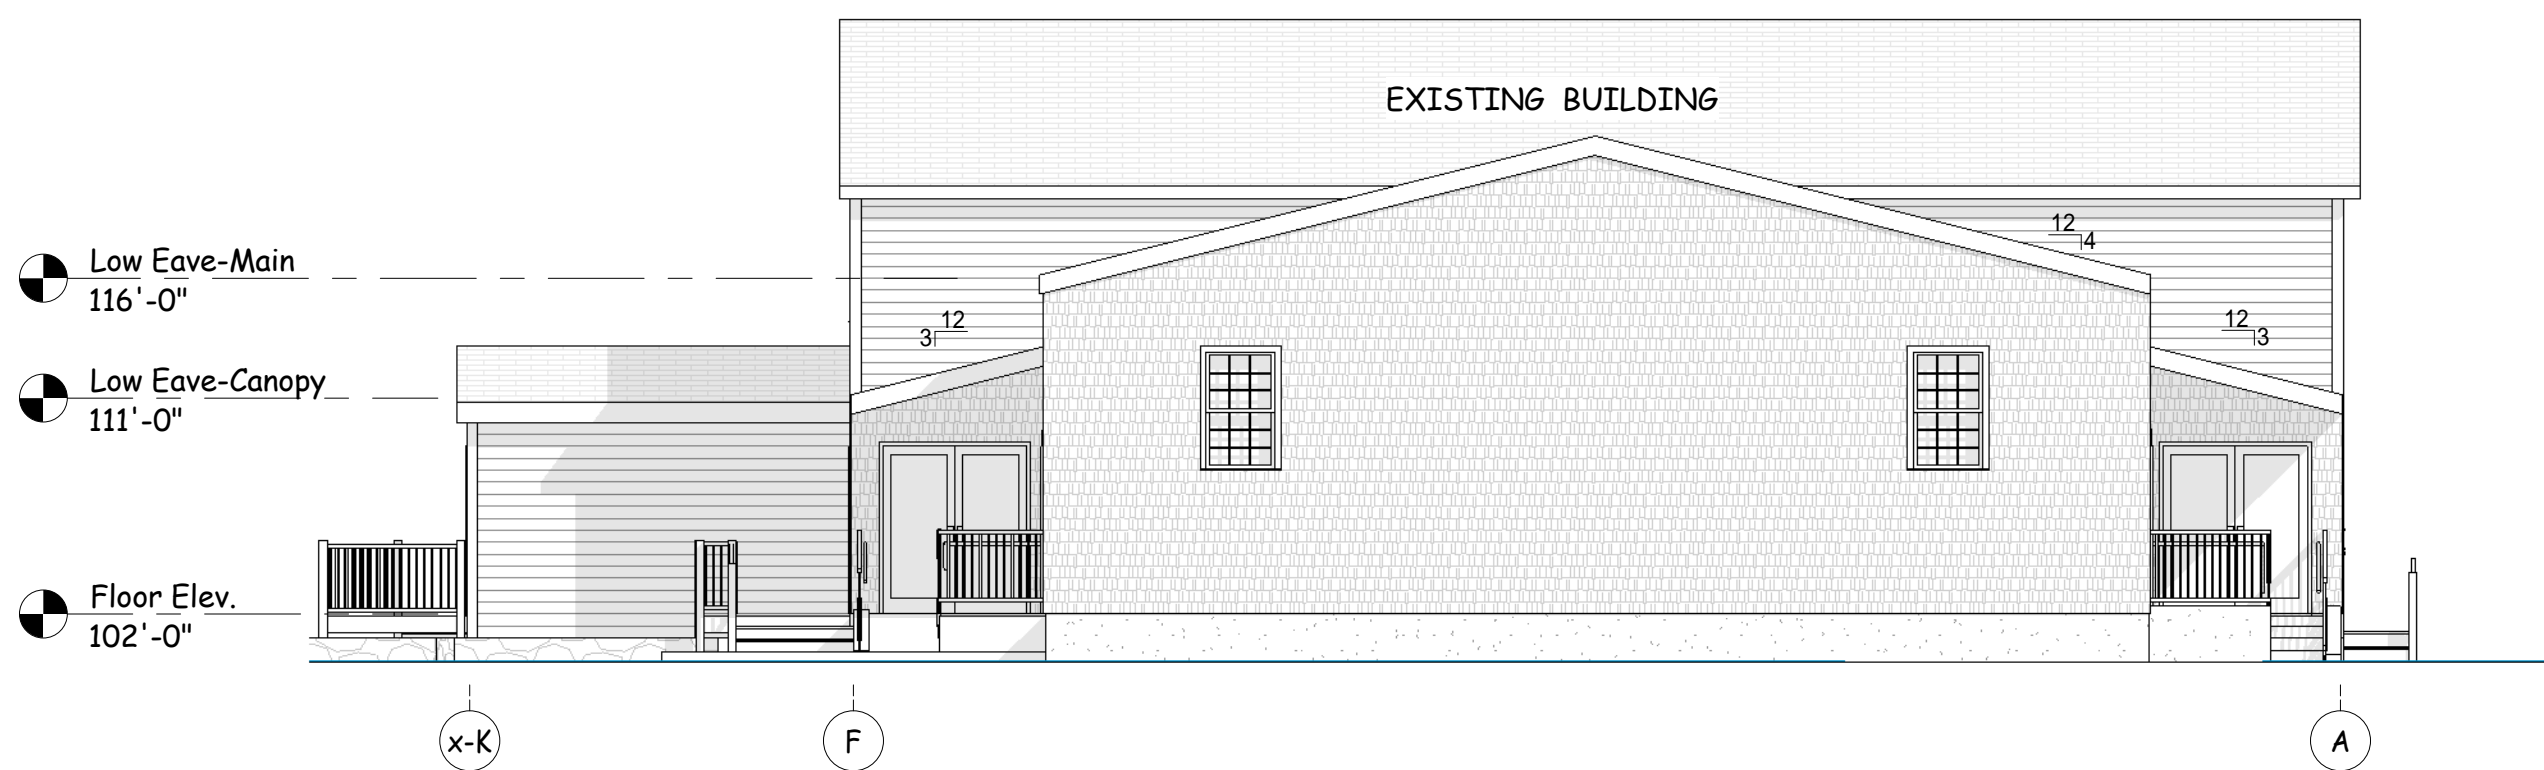 EXISTING BUILDING
12
4
Low Eave-Main
116'-0"
12
3
12
3
Low Eave-Canopy
111'-0"
Floor Elev.
102'-0"
x-K
F
A